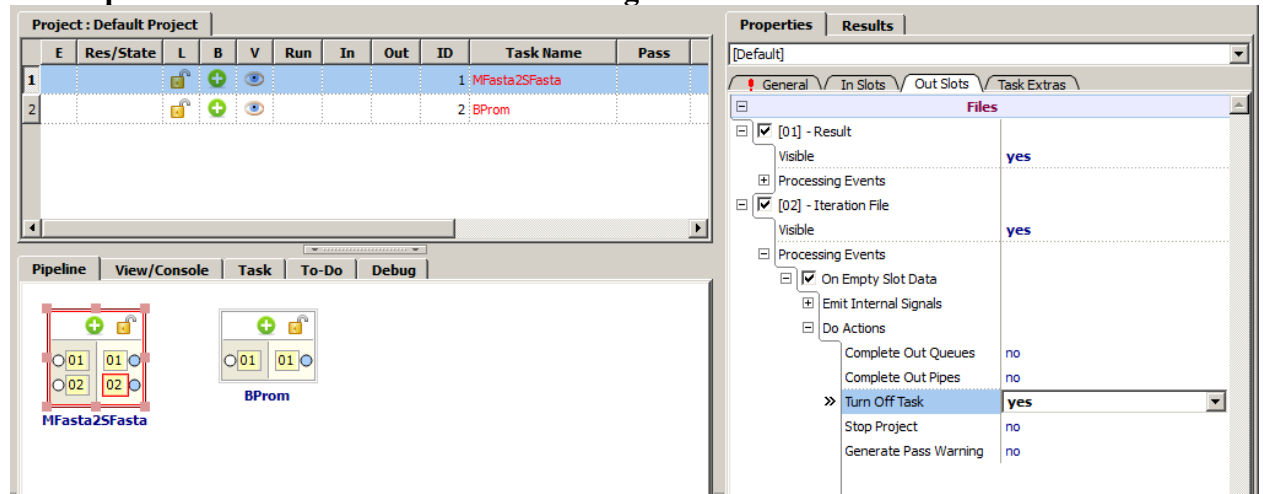 Project : Default Project
E Res/State L B V Run In Out ID Task Name Pass
1 1 MFasta2SFasta
2 2 BProm
Pipeline View/Console Task To-Do Debug
01 01
02 02
MFasta2SFasta
01 01
BProm
Properties Results
[Default]
! General In Slots Out Slots Task Extras
Files
[01] - Result
Visible yes
Processing Events
[02] - Iteration File
Visible yes
Processing Events
On Empty Slot Data
Emit Internal Signals
Do Actions
Complete Out Queues no
Complete Out Pipes no
» Turn Off Task yes
Stop Project no
Generate Pass Warning no